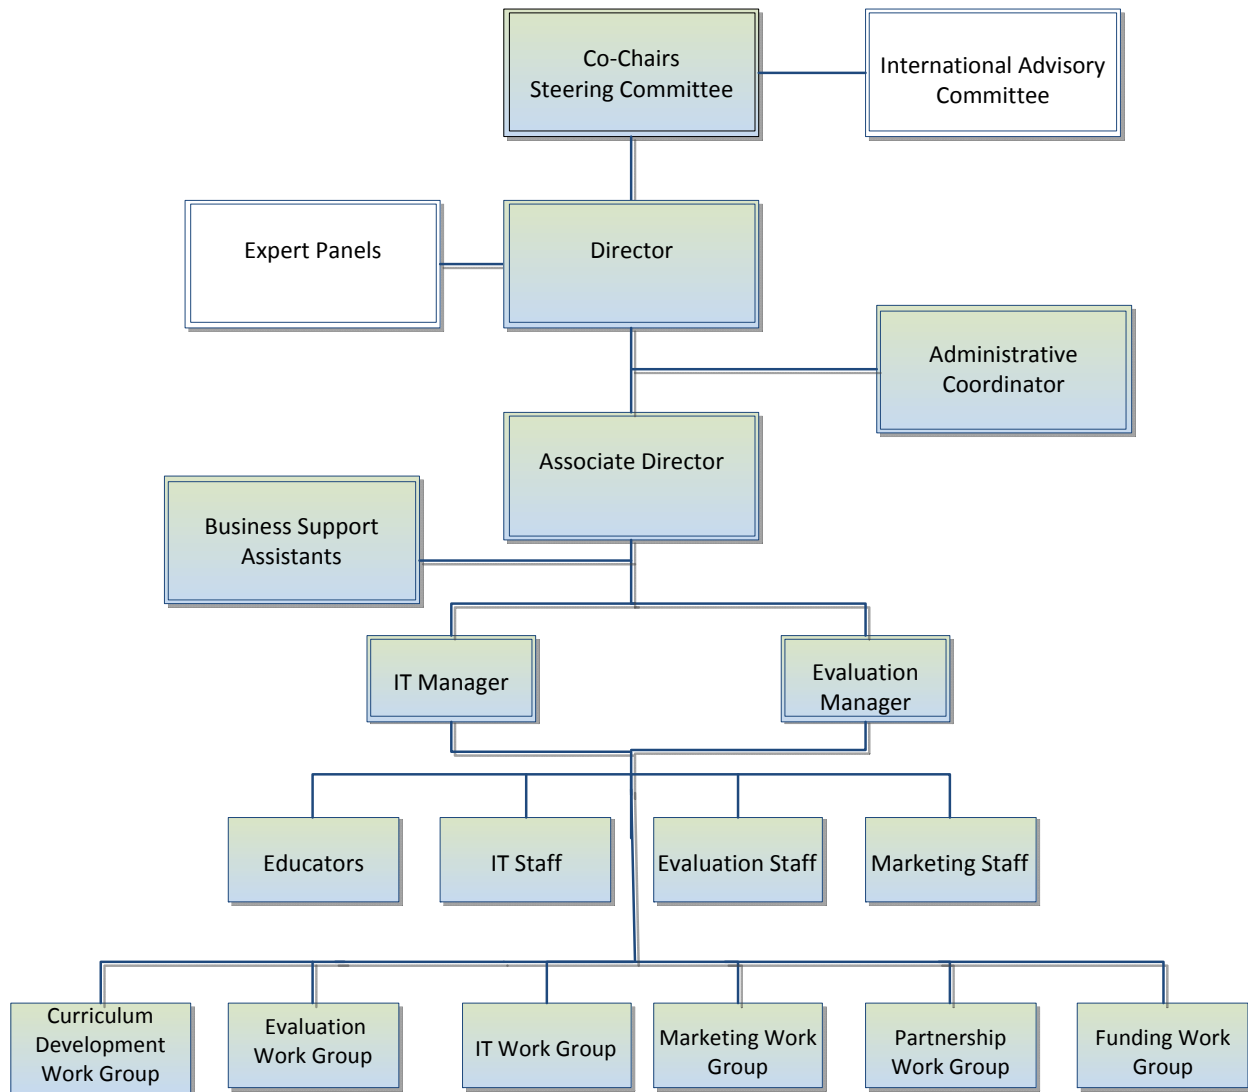 Co-Chairs
Steering Committee
International Advisory
Committee
Expert Panels
Director
Administrative
Coordinator
Associate Director
Business Support
Assistants
IT Manager
Evaluation
Manager
Educators
IT Staff
Evaluation Staff
Marketing Staff
Curriculum
Development
Work Group
Evaluation
Work Group
IT Work Group
Marketing Work
Group
Partnership
Work Group
Funding Work
Group